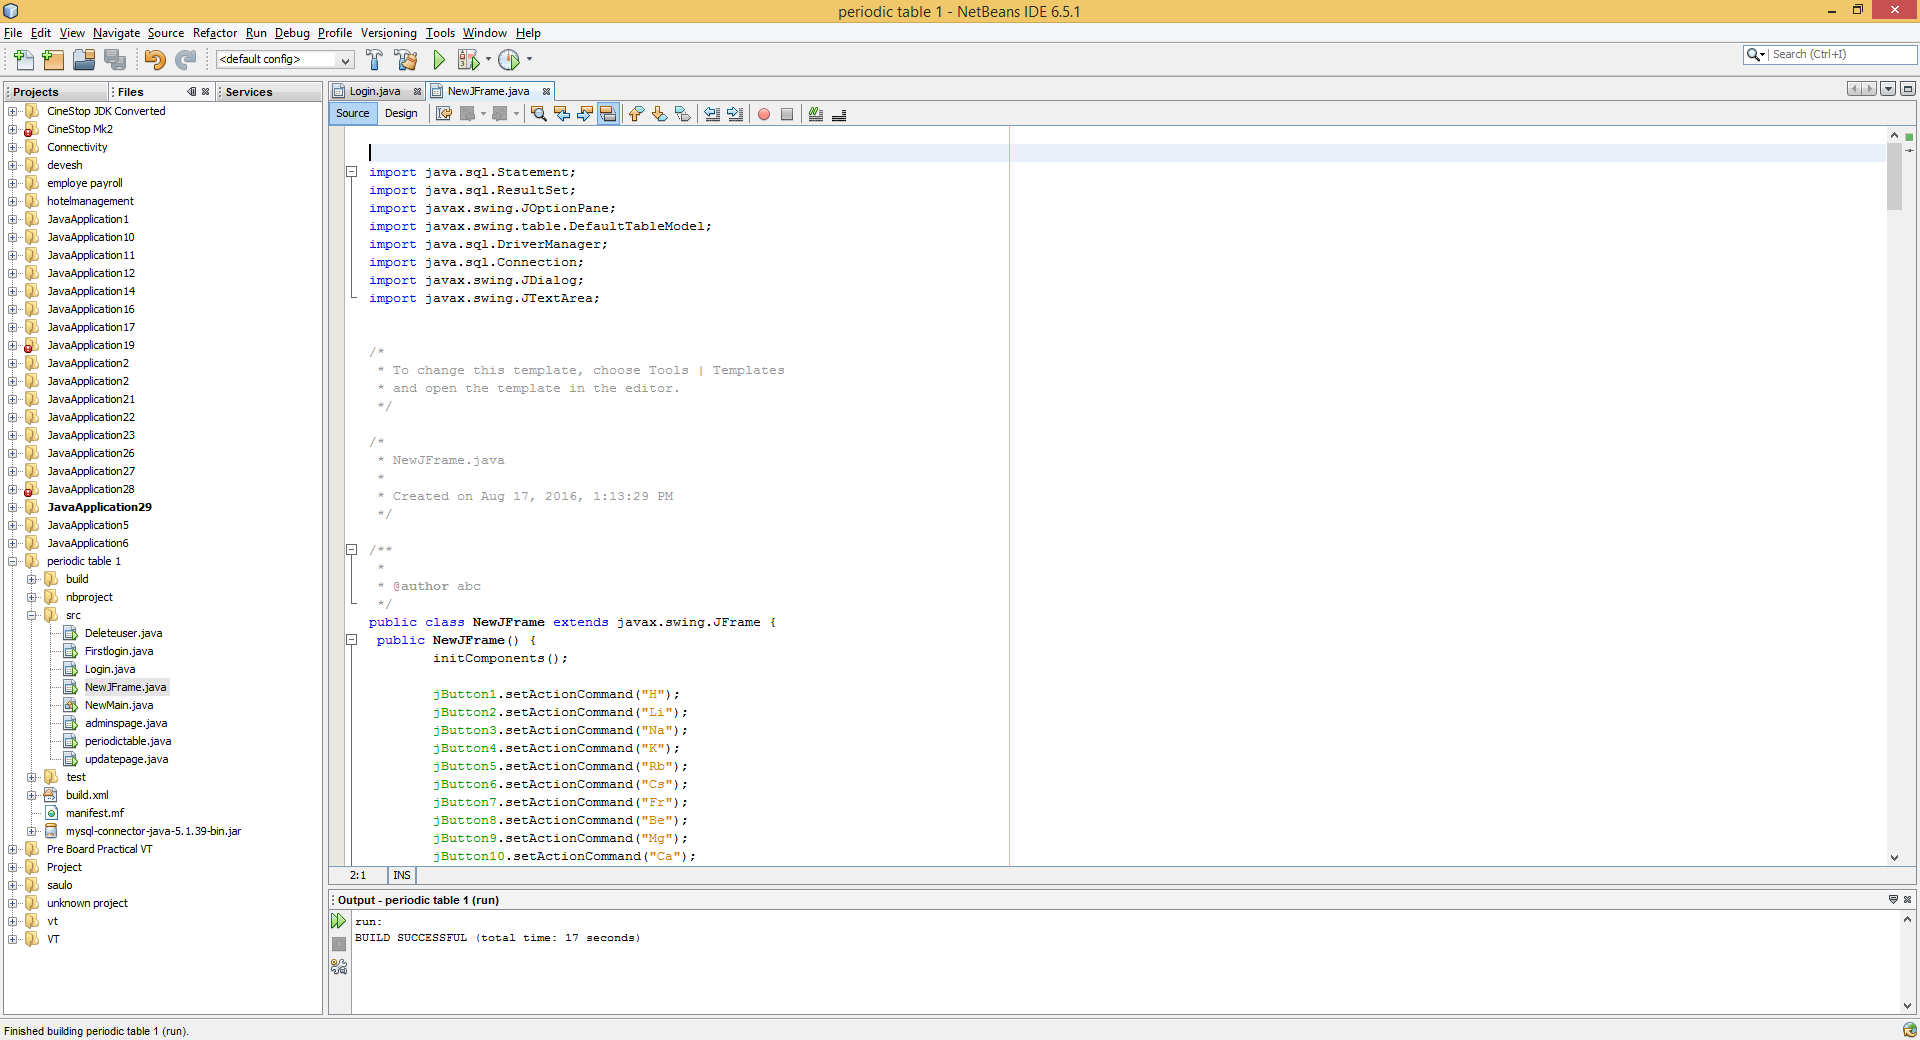 periodic table 1 - NetBeans IDE 6.5.1
File Edit View Navigate Source Refactor Run Debug Profile Versioning Tools Window Help
<default config>
Search (Ctrl+I)
Projects Files Services
CineStop JDK Converted
CineStop Mk2
Connectivity
devesh
employe payroll
hotelmanagement
JavaApplication1
JavaApplication10
JavaApplication11
JavaApplication12
JavaApplication14
JavaApplication16
JavaApplication17
JavaApplication19
JavaApplication2
JavaApplication2
JavaApplication21
JavaApplication22
JavaApplication23
JavaApplication26
JavaApplication27
JavaApplication28
JavaApplication29
JavaApplication5
JavaApplication6
periodic table 1
build
nbproject
src
Deleteuser.java
Firstlogin.java
Login.java
NewJFrame.java
NewMain.java
adminspage.java
periodictable.java
updatepage.java
test
build.xml
manifest.mf
mysql-connector-java-5.1.39-bin.jar
Pre Board Practical VT
Project
saulo
unknown project
vt
VT
Login.java NewJFrame.java
Source Design
import java.sql.Statement;
import java.sql.ResultSet;
import javax.swing.JOptionPane;
import javax.swing.table.DefaultTableModel;
import java.sql.DriverManager;
import java.sql.Connection;
import javax.swing.JDialog;
import javax.swing.JTextArea;
/*
* To change this template, choose Tools | Templates
* and open the template in the editor.
*/
/*
* NewJFrame.java
*
* Created on Aug 17, 2016, 1:13:29 PM
*/
/**
*
* @author abc
*/
public class NewJFrame extends javax.swing.JFrame {
public NewJFrame() {
initComponents();
jButton1.setActionCommand("H");
jButton2.setActionCommand("Li");
jButton3.setActionCommand("Na");
jButton4.setActionCommand("K");
jButton5.setActionCommand("Rb");
jButton6.setActionCommand("Cs");
jButton7.setActionCommand("Fr");
jButton8.setActionCommand("Be");
jButton9.setActionCommand("Mg");
jButton10.setActionCommand("Ca");
2:1 INS
Output - periodic table 1 (run)
run:
BUILD SUCCESSFUL (total time: 17 seconds)
Finished building periodic table 1 (run).